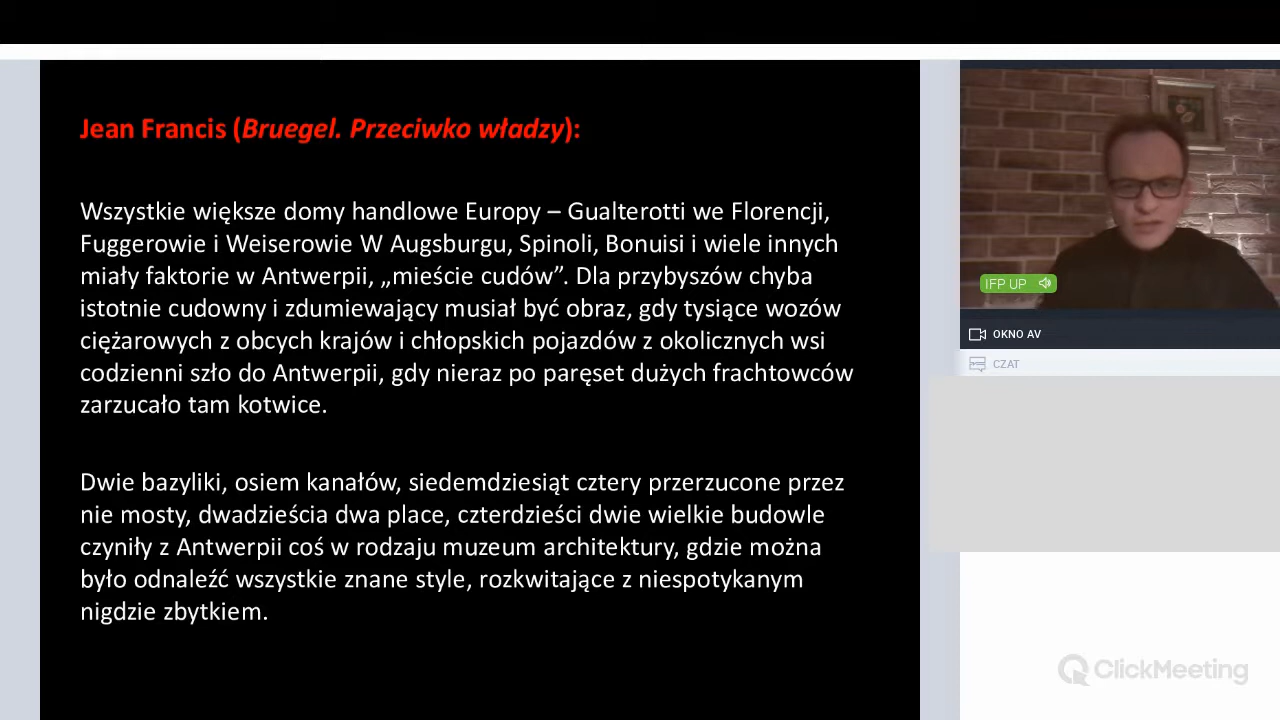 Jean Francis (Bruegel. Przeciwko władzy):
Wszystkie większe domy handlowe Europy – Gualterotti we Florencji,
Fuggerowie i Weiserowie W Augsburgu, Spinoli, Bonuisi i wiele innych
miały faktorie w Antwerpii, „mieście cudów”. Dla przybyszów chyba
istotnie cudowny i zdumiewający musiał być obraz, gdy tysiące wozów
ciężarowych z obcych krajów i chłopskich pojazdów z okolicznych wsi
codzienni szło do Antwerpii, gdy nieraz po paręset dużych frachtowców
zarzucało tam kotwice.
Dwie bazyliki, osiem kanałów, siedemdziesiąt cztery przerzucone przez
nie mosty, dwadzieścia dwa place, czterdzieści dwie wielkie budowle
czyniły z Antwerpii coś w rodzaju muzeum architektury, gdzie można
było odnaleźć wszystkie znane style, rozkwitające z niespotykanym
nigdzie zbytkiem.
IFP UP
OKNO AV
CZAT
ClickMeeting